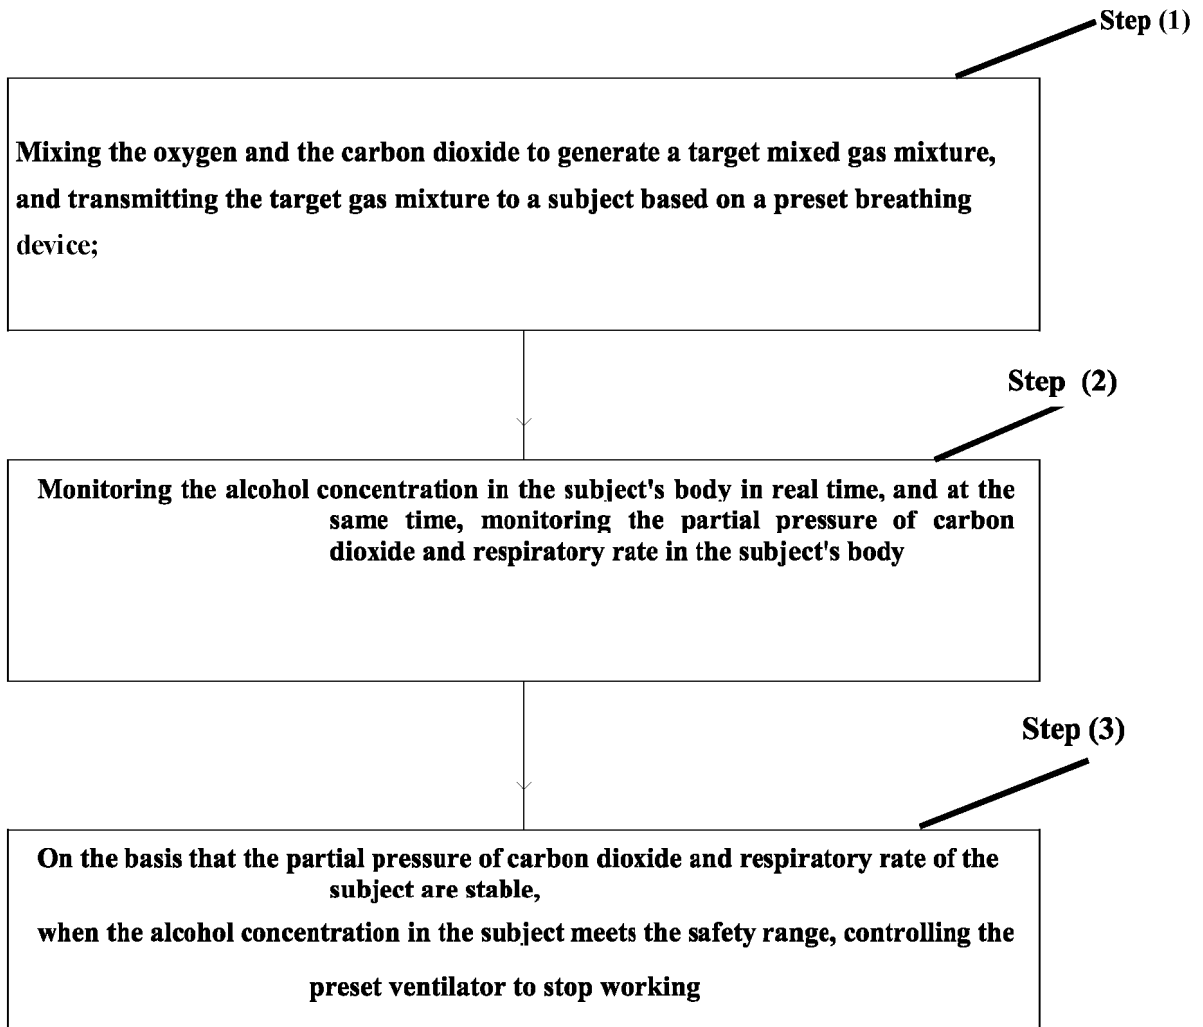 Step (1)
Mixing the oxygen and the carbon dioxide to generate a target mixed gas mixture,
and transmitting the target gas mixture to a subject based on a preset breathing
device;
Step (2)
Monitoring the alcohol concentration in the subject's body in real time, and at the
same time, monitoring the partial pressure of carbon
dioxide and respiratory rate in the subject's body
Step (3)
On the basis that the partial pressure of carbon dioxide and respiratory rate of the
subject are stable,
when the alcohol concentration in the subject meets the safety range, controlling the
preset ventilator to stop working